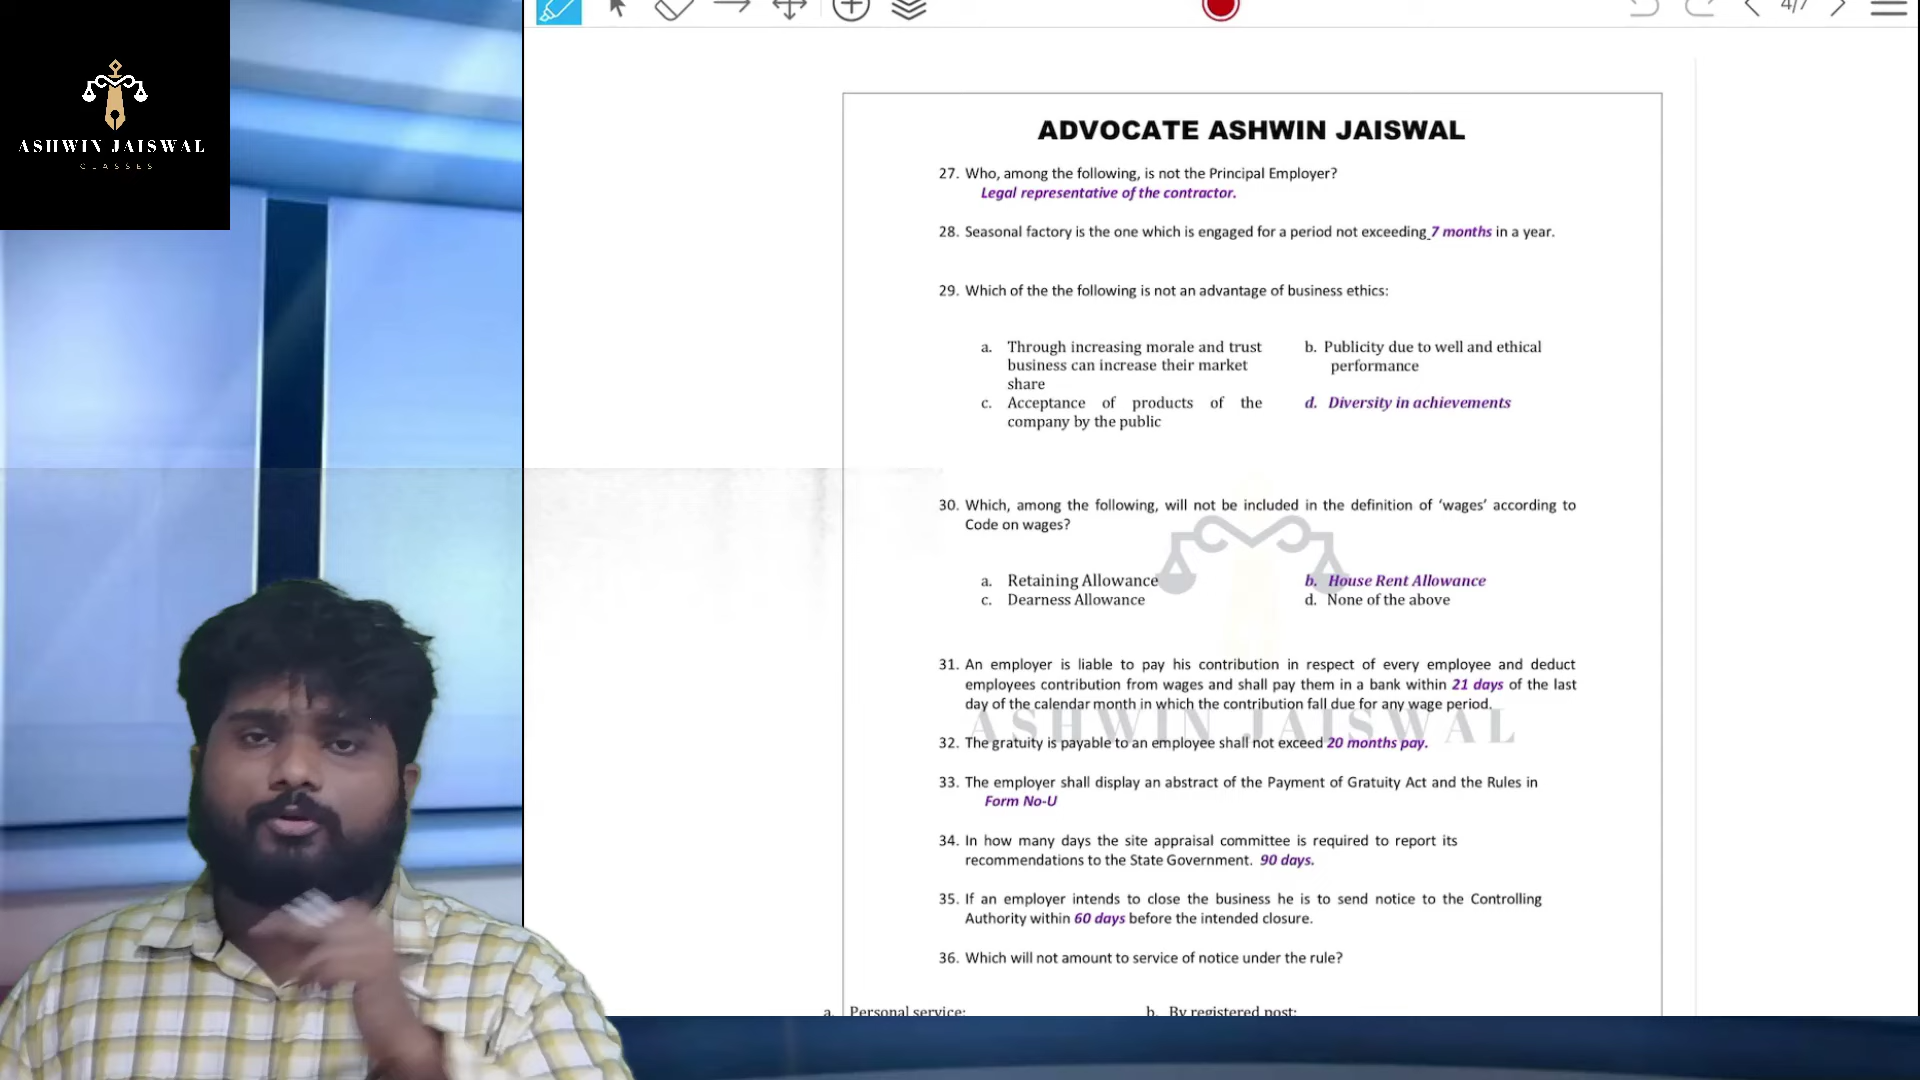 ASHWIN JAISWAL
CLASSES
4/7
ADVOCATE ASHWIN JAISWAL
27. Who, among the following, is not the Principal Employer?
Legal representative of the contractor.
28. Seasonal factory is the one which is engaged for a period not exceeding 7 months in a year.
29. Which of the the following is not an advantage of business ethics:
a. Through increasing morale and trust
business can increase their market
share
b. Publicity due to well and ethical
performance
c. Acceptance of products of the
company by the public
d. Diversity in achievements
30. Which, among the following, will not be included in the definition of ‘wages’ according to
Code on wages?
a. Retaining Allowance
b. House Rent Allowance
c. Dearness Allowance
d. None of the above
31. An employer is liable to pay his contribution in respect of every employee and deduct
employees contribution from wages and shall pay them in a bank within 21 days of the last
day of the calendar month in which the contribution fall due for any wage period.
ASHWIN JAISWAL
32. The gratuity is payable to an employee shall not exceed 20 months pay.
33. The employer shall display an abstract of the Payment of Gratuity Act and the Rules in
Form No-U
34. In how many days the site appraisal committee is required to report its
recommendations to the State Government. 90 days.
35. If an employer intends to close the business he is to send notice to the Controlling
Authority within 60 days before the intended closure.
36. Which will not amount to service of notice under the rule?
a. Personal service;
b. By registered post;